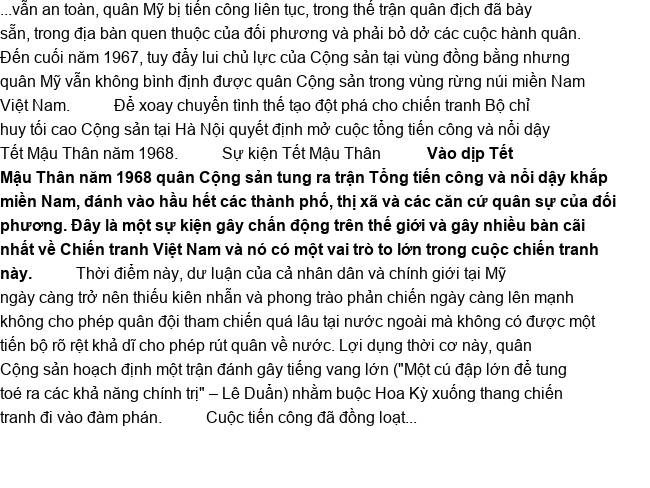 ...vẫn an toàn, quân Mỹ bị tiến công liên tục, trong thế trận quân địch đã bày
sẵn, trong địa bàn quen thuộc của đối phương và phải bỏ dở các cuộc hành quân.
Đến cuối năm 1967, tuy đẩy lui chủ lực của Cộng sản tại vùng đồng bằng nhưng
quân Mỹ vẫn không bình định được quân Cộng sản trong vùng rừng núi miền Nam
Việt Nam. Để xoay chuyển tình thế tạo đột phá cho chiến tranh Bộ chỉ
huy tối cao Cộng sản tại Hà Nội quyết định mở cuộc tổng tiến công và nổi dậy
Tết Mậu Thân năm 1968. Sự kiện Tết Mậu Thân Vào dịp Tết
Mậu Thân năm 1968 quân Cộng sản tung ra trận Tổng tiến công và nổi dậy khắp
miền Nam, đánh vào hầu hết các thành phố, thị xã và các căn cứ quân sự của đối
phương. Đây là một sự kiện gây chấn động trên thế giới và gây nhiều bàn cãi
nhất về Chiến tranh Việt Nam và nó có một vai trò to lớn trong cuộc chiến tranh
này. Thời điểm này, dư luận của cả nhân dân và chính giới tại Mỹ
ngày càng trở nên thiếu kiên nhẫn và phong trào phản chiến ngày càng lên mạnh
không cho phép quân đội tham chiến quá lâu tại nước ngoài mà không có được một
tiến bộ rõ rệt khả dĩ cho phép rút quân về nước. Lợi dụng thời cơ này, quân
Cộng sản hoạch định một trận đánh gây tiếng vang lớn ("Một cú đập lớn để tung
toé ra các khả năng chính trị" – Lê Duẩn) nhằm buộc Hoa Kỳ xuống thang chiến
tranh đi vào đàm phán. Cuộc tiến công đã đồng loạt...